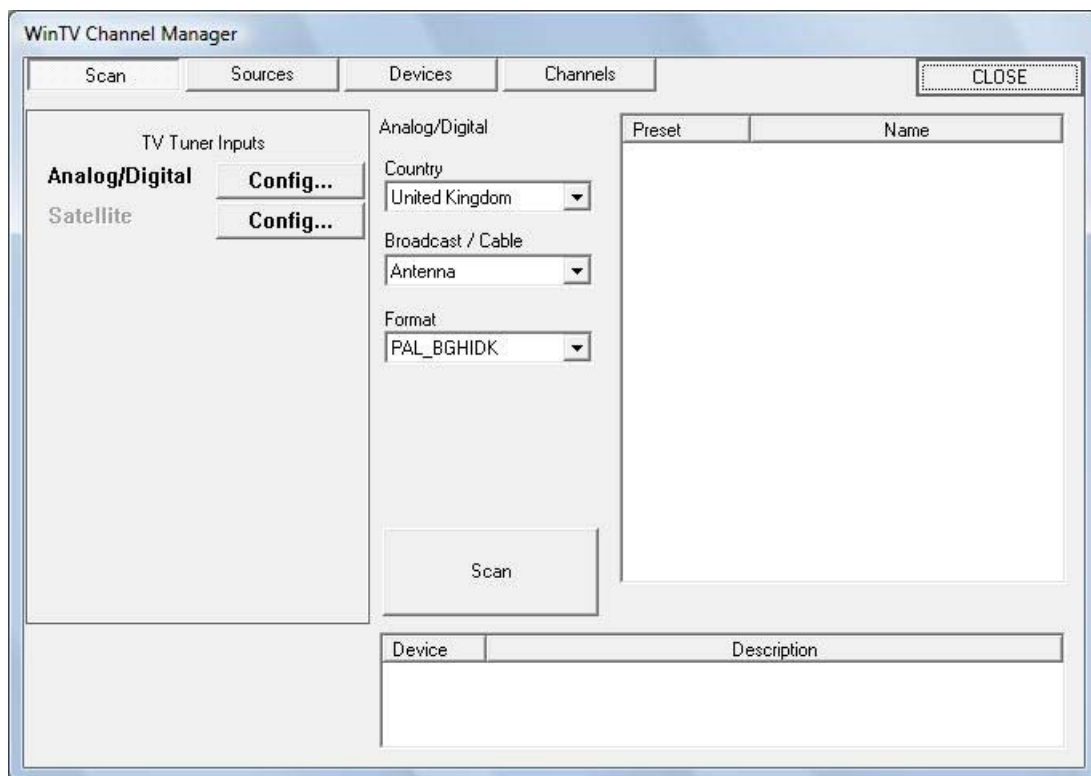 WinTV Channel Manager
Scan
Sources
Devices
Channels
CLOSE
TV Tuner Inputs
Analog/Digital
Config...
Satellite
Config...
Analog/Digital
Country
United Kingdom
Broadcast / Cable
Antenna
Format
PAL_BGHIDK
Scan
Preset
Name
Device
Description